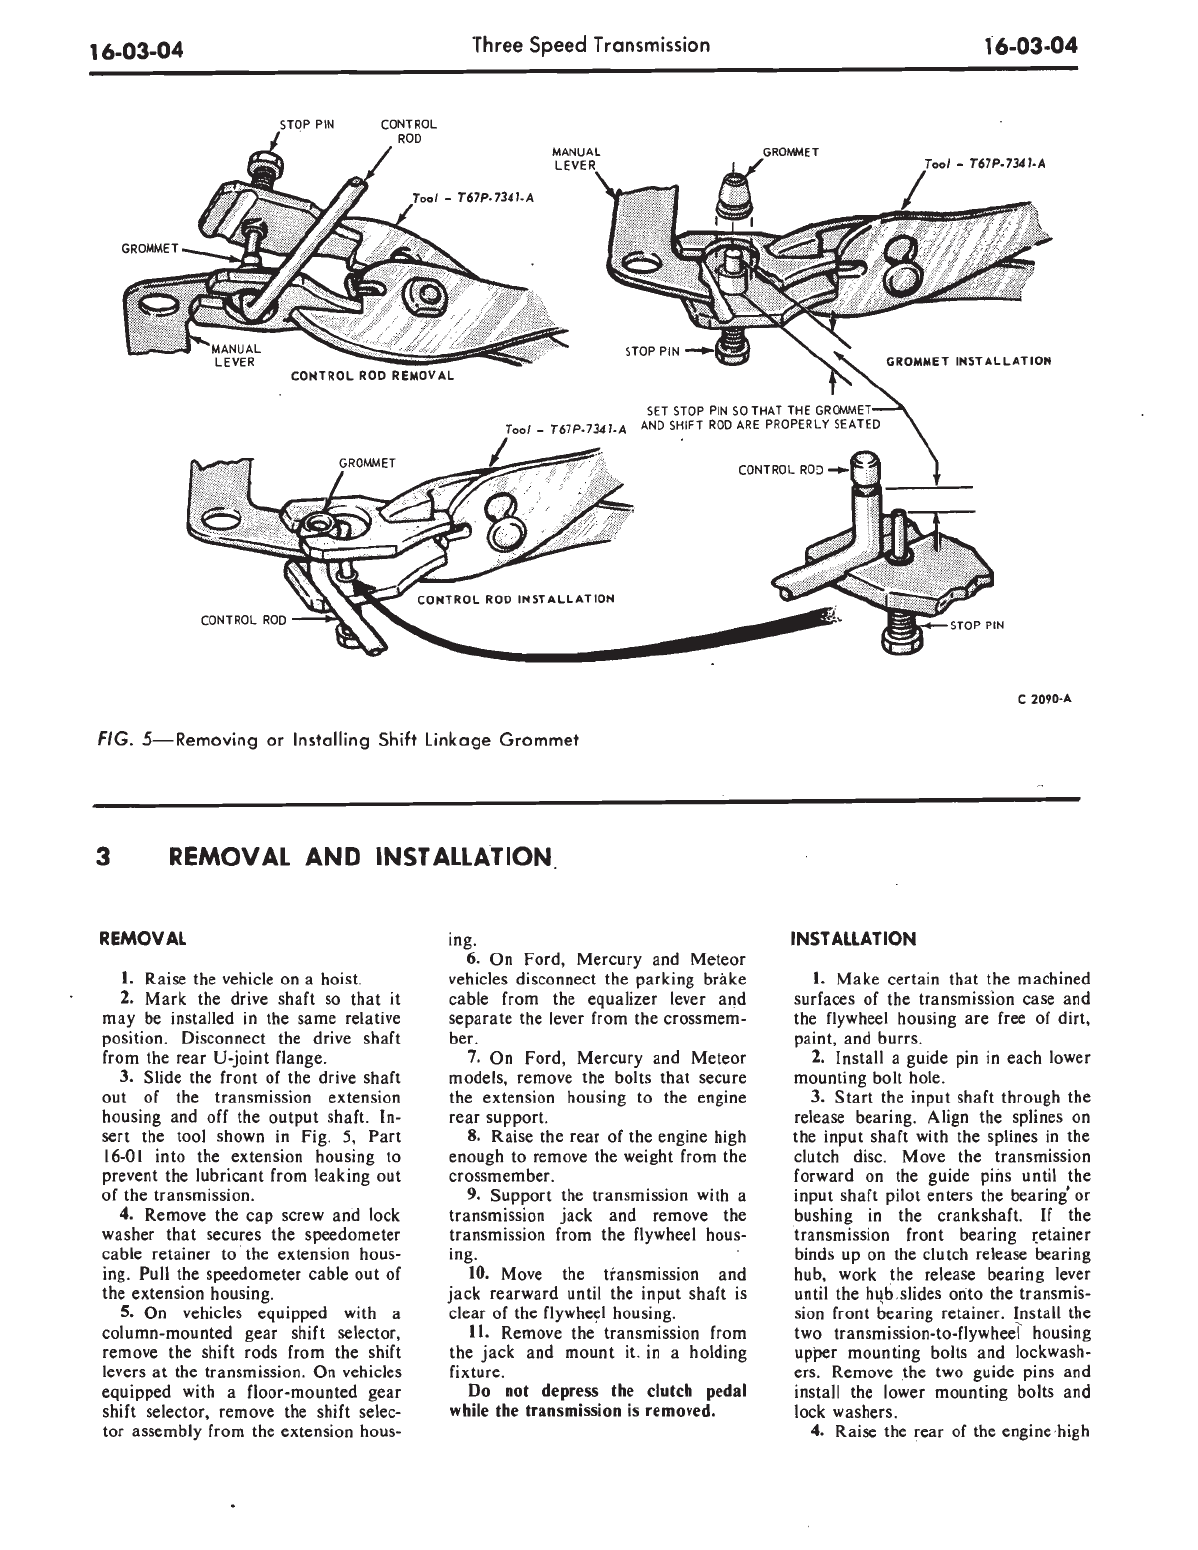 16-03-04
Three Speed Transmission
16-03-04
STOP PIN
CONTROL
ROD
Tool - T67P-7341-A
GROMMET
MANUAL
LEVER
CONTROL ROD REMOVAL
MANUAL
LEVER
GROMMET
Tool - T67P-7341-A
STOP PIN
GROMMET INSTALLATION
SET STOP PIN SO THAT THE GROMMET
AND SHIFT ROD ARE PROPERLY SEATED
Tool - T67P-7341-A
GROMMET
CONTROL ROD
CONTROL ROD INSTALLATION
CONTROL ROD
STOP PIN
C 2090-A
FIG. 5—Removing or Installing Shift Linkage Grommet
3 REMOVAL AND INSTALLATION
REMOVAL
1. Raise the vehicle on a hoist.
2. Mark the drive shaft so that it
may be installed in the same relative
position. Disconnect the drive shaft
from the rear U-joint flange.
3. Slide the front of the drive shaft
out of the transmission extension
housing and off the output shaft. In-
sert the tool shown in Fig. 5, Part
16-01 into the extension housing to
prevent the lubricant from leaking out
of the transmission.
4. Remove the cap screw and lock
washer that secures the speedometer
cable retainer to the extension hous-
ing. Pull the speedometer cable out of
the extension housing.
5. On vehicles equipped with a
column-mounted gear shift selector,
remove the shift rods from the shift
levers at the transmission. On vehicles
equipped with a floor-mounted gear
shift selector, remove the shift selec-
tor assembly from the extension hous-
ing.
6. On Ford, Mercury and Meteor
vehicles disconnect the parking brake
cable from the equalizer lever and
separate the lever from the crossmem-
ber.
7. On Ford, Mercury and Meteor
models, remove the bolts that secure
the extension housing to the engine
rear support.
8. Raise the rear of the engine high
enough to remove the weight from the
crossmember.
9. Support the transmission with a
transmission jack and remove the
transmission from the flywheel hous-
ing.
10. Move the transmission and
jack rearward until the input shaft is
clear of the flywheel housing.
11. Remove the transmission from
the jack and mount it in a holding
fixture.
Do not depress the clutch pedal
while the transmission is removed.
INSTALLATION
1. Make certain that the machined
surfaces of the transmission case and
the flywheel housing are free of dirt,
paint, and burrs.
2. Install a guide pin in each lower
mounting bolt hole.
3. Start the input shaft through the
release bearing. Align the splines on
the input shaft with the splines in the
clutch disc. Move the transmission
forward on the guide pins until the
input shaft pilot enters the bearing or
bushing in the crankshaft. If the
transmission front bearing retainer
binds up on the clutch release bearing
hub, work the release bearing lever
until the hub slides onto the transmis-
sion front bearing retainer. Install the
two transmission-to-flywheel housing
upper mounting bolts and lockwash-
ers. Remove the two guide pins and
install the lower mounting bolts and
lock washers.
4. Raise the rear of the engine high